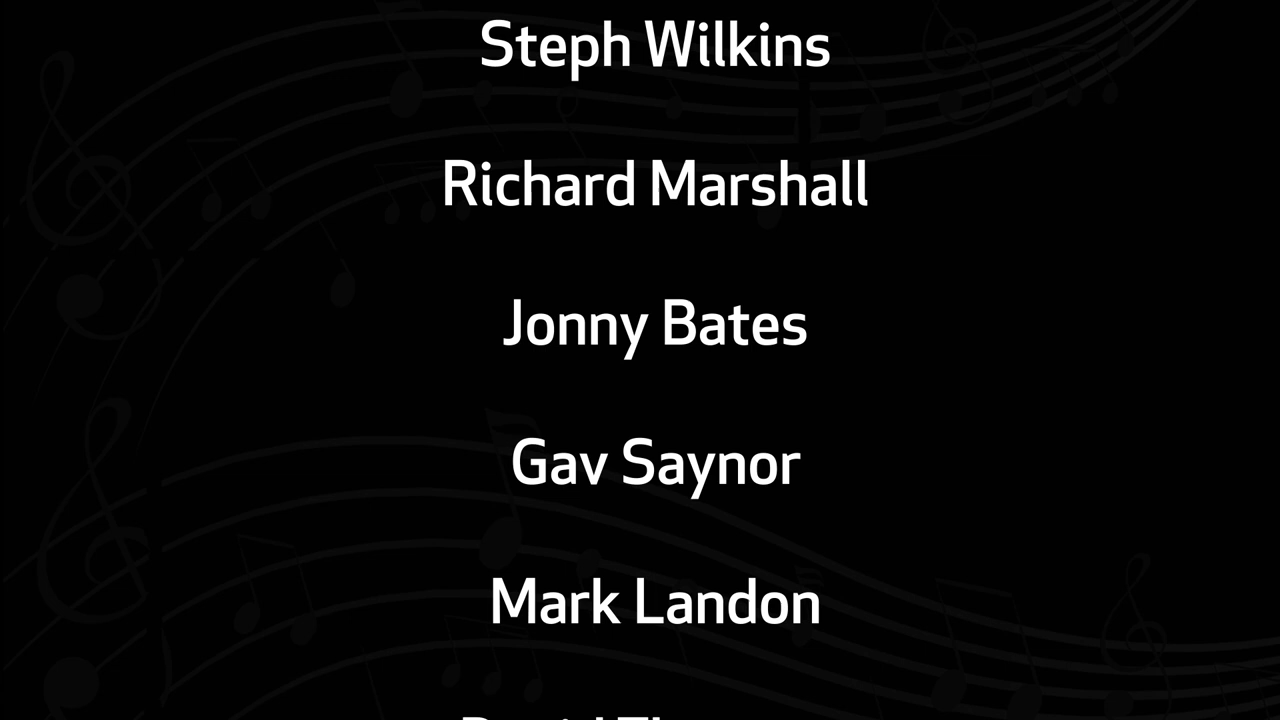 Steph Wilkins
Richard Marshall
Jonny Bates
Gav Saynor
Mark Landon